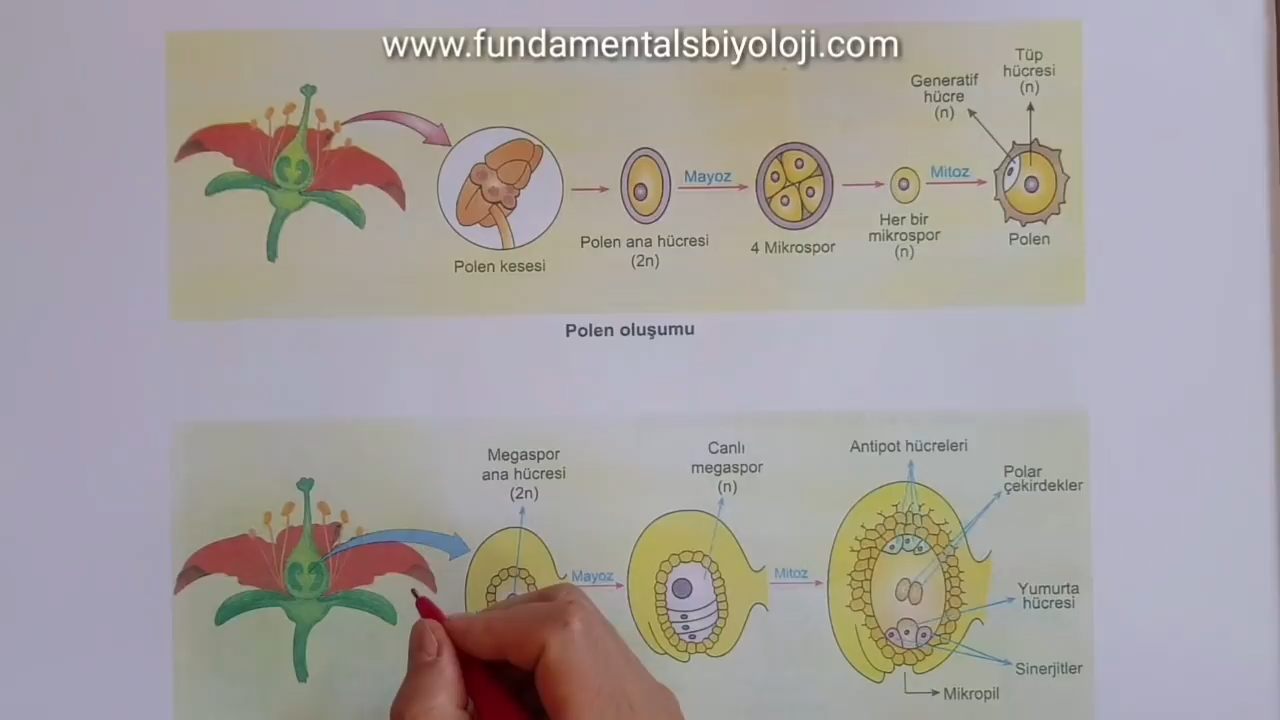 www.fundamentalsbiyoloji.com
Tüp
hücresi
(n)
Generatif
hücre
(n)
Mayoz
Mitoz
Polen kesesi
Polen ana hücresi
(2n)
4 Mikrospor
Her bir
mikrospor
(n)
Polen
Polen oluşumu
Megaspor
ana hücresi
(2n)
Canlı
megaspor
(n)
Antipot hücreleri
Polar
çekirdekler
Mayoz
Mitoz
Yumurta
hücresi
Sinerjitler
Mikropil